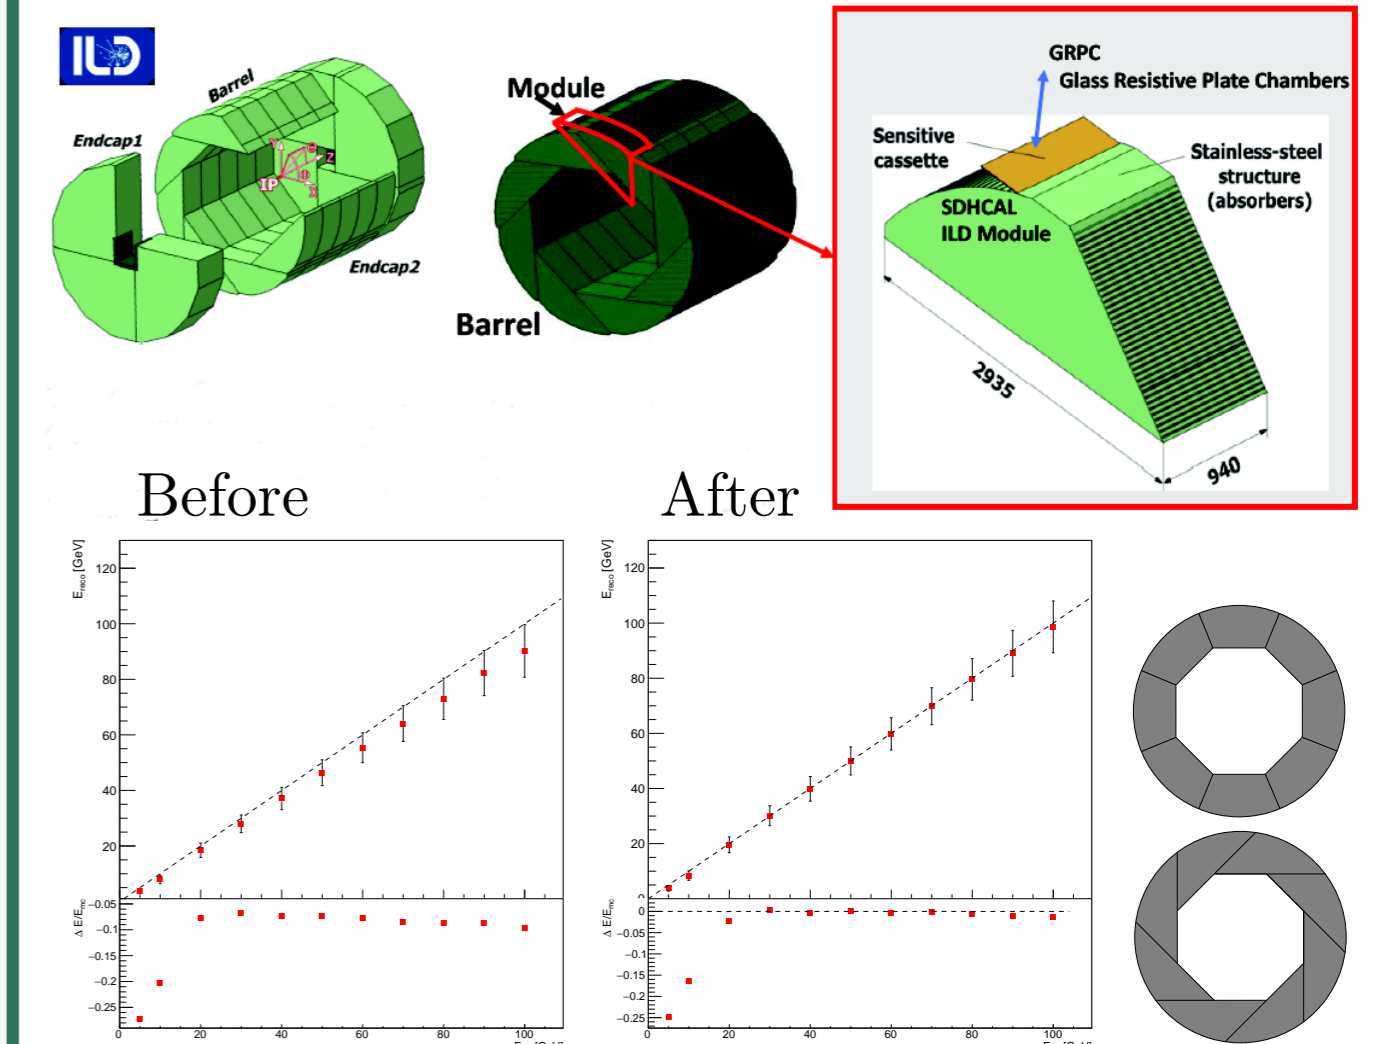 ILD
Barrel
Endcap1
Y
Θ
Z
IP
Φ
X
Endcap2
Module
Barrel
GRPC
Glass Resistive Plate Chambers
Sensitive
cassette
Stainless-steel
structure
(absorbers)
SDHCAL
ILD Module
2935
940
Before
After
E_reco [GeV]
120
100
80
60
40
20
Δ E/E_mc
−0.05
−0.1
−0.15
−0.2
−0.25
0 20 40 60 80 100
E_reco [GeV]
120
100
80
60
40
20
0
Δ E/E_mc
0
−0.05
−0.1
−0.15
−0.2
−0.25
0 20 40 60 80 100